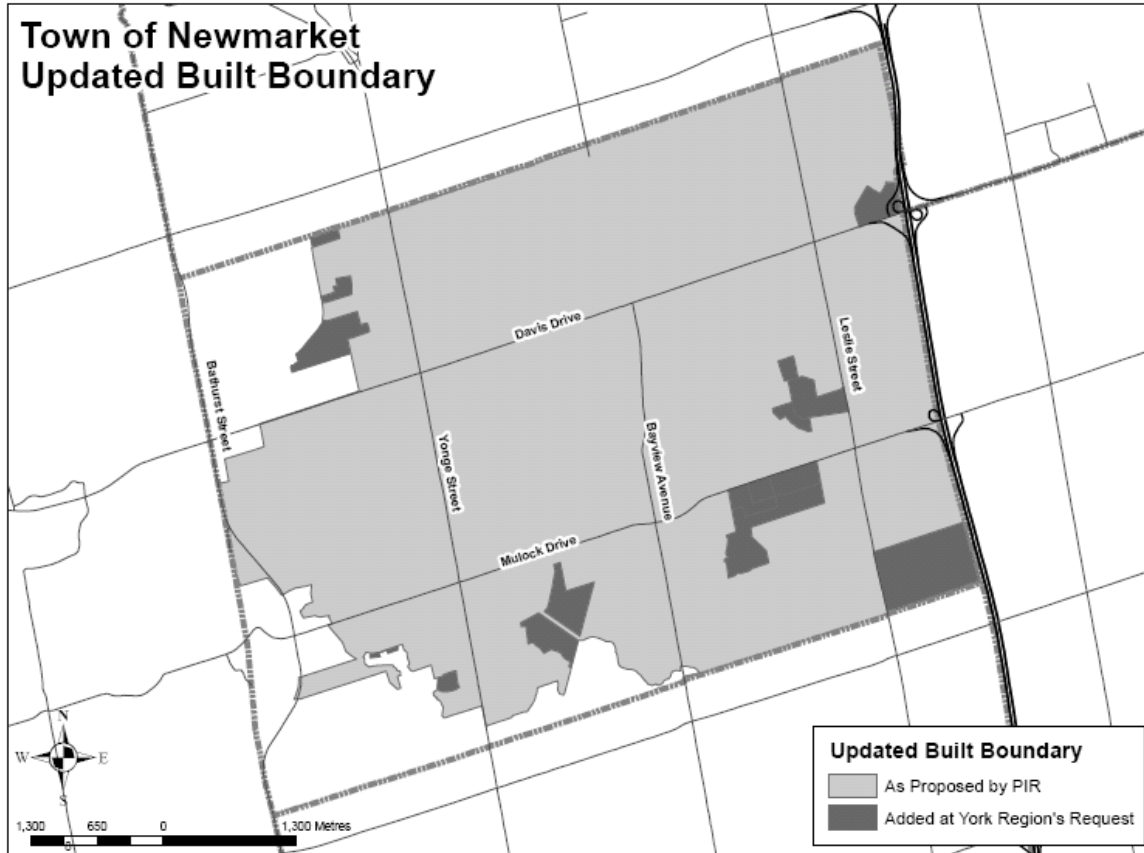 Town of Newmarket
Updated Built Boundary
Davis Drive
Leslie Street
Bathurst Street
Yonge Street
Bayview Avenue
Mulock Drive
N
W
E
S
1,300 650 0 1,300 Metres
0
Updated Built Boundary
As Proposed by PIR
Added at York Region's Request